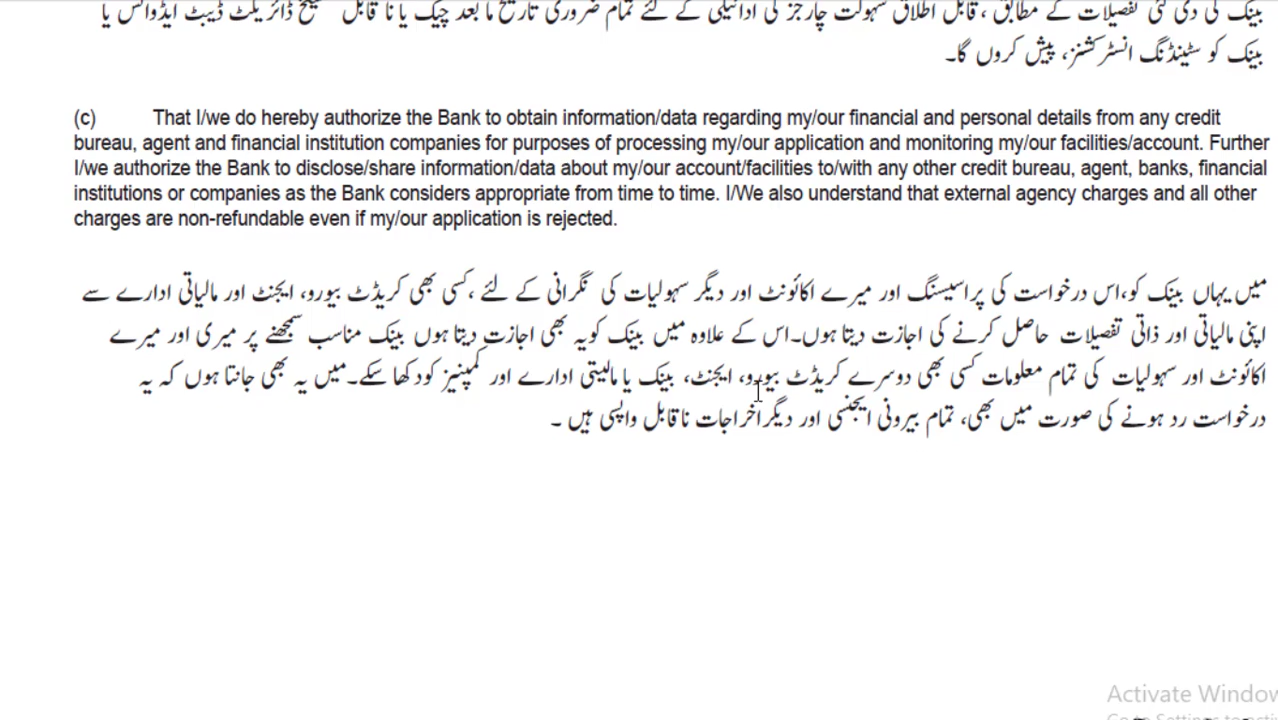 بینک کی دی گئی تفصیلات کے مطابق ، قابل اطلاق سہولت چارجز کی ادائیگی کے لئے تمام ضروری تاریخ ما بعد چیک یا نا قابل تنسیخ ڈائریکٹ ڈیبٹ ایڈوائس یا
بینک کو سٹینڈنگ انسٹرکشنز، پیش کروں گا۔
(c) That I/we do hereby authorize the Bank to obtain information/data regarding my/our financial and personal details from any credit
bureau, agent and financial institution companies for purposes of processing my/our application and monitoring my/our facilities/account. Further
I/we authorize the Bank to disclose/share information/data about my/our account/facilities to/with any other credit bureau, agent, banks, financial
institutions or companies as the Bank considers appropriate from time to time. I/We also understand that external agency charges and all other
charges are non-refundable even if my/our application is rejected.
میں یہاں بینک کو،اس درخواست کی پراسیسنگ اور میرے اکائونٹ اور دیگر سہولیات کی نگرانی کے لئے ،کسی بھی کریڈٹ بیورو، ایجنٹ اور مالیاتی ادارے سے
اپنی مالیاتی اور ذاتی تفصیلات حاصل کرنے کی اجازت دیتا ہوں۔اس کے علاوہ میں بینک کویہ بھی اجازت دیتا ہوں بینک مناسب سمجھنے پر میری اور میرے
اکائونٹ اور سہولیات کی تمام معلومات کسی بھی دوسرے کریڈٹ بیورو، ایجنٹ، بینک یا مالیتی ادارے اور کمپنیز کودکھا سکے۔میں یہ بھی جانتا ہوں کہ یہ
درخواست رد ہونے کی صورت میں بھی، تمام بیرونی ایجنسی اور دیگراخراجات ناقابل واپسی ہیں ۔
Activate Window